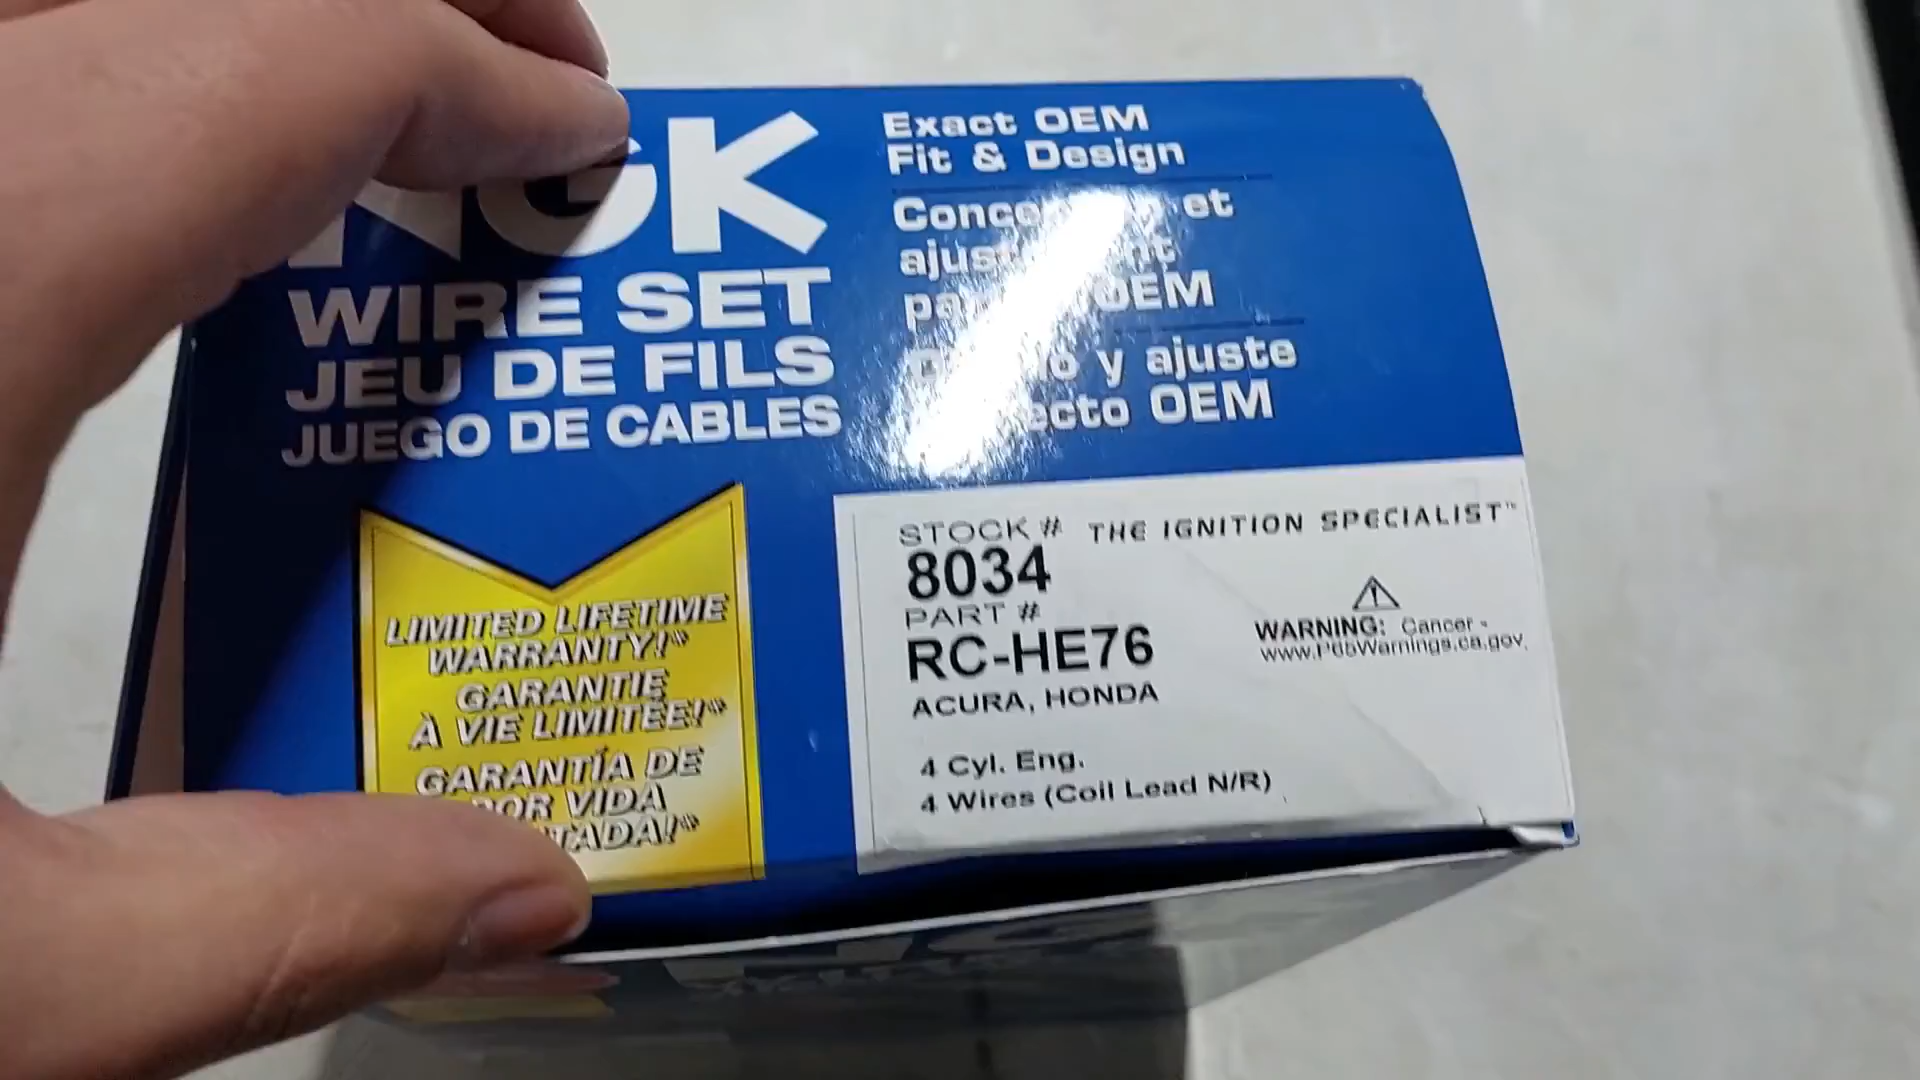 NGK
WIRE SET
JEU DE FILS
JUEGO DE CABLES
Exact OEM
Fit & Design
et
OEM
y ajuste
OEM
LIMITED LIFETIME
WARRANTY!*
GARANTIE
À VIE LIMITÉE!*
GARANTÍA DE
POR VIDA
STOCK # THE IGNITION SPECIALIST™
8034
PART #
RC-HE76
ACURA, HONDA
4 Cyl. Eng.
4 Wires (Coil Lead N/R)
WARNING: Cancer -
www.P65Warnings.ca.gov.